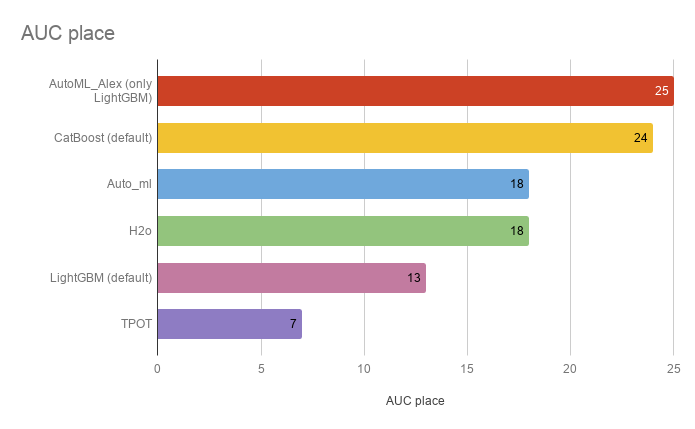 AUC place
AutoML_Alex (only
LightGBM)
25
CatBoost (default)
24
Auto_ml
18
H2o
18
LightGBM (default)
13
TPOT
7
0
5
10
15
20
25
AUC place